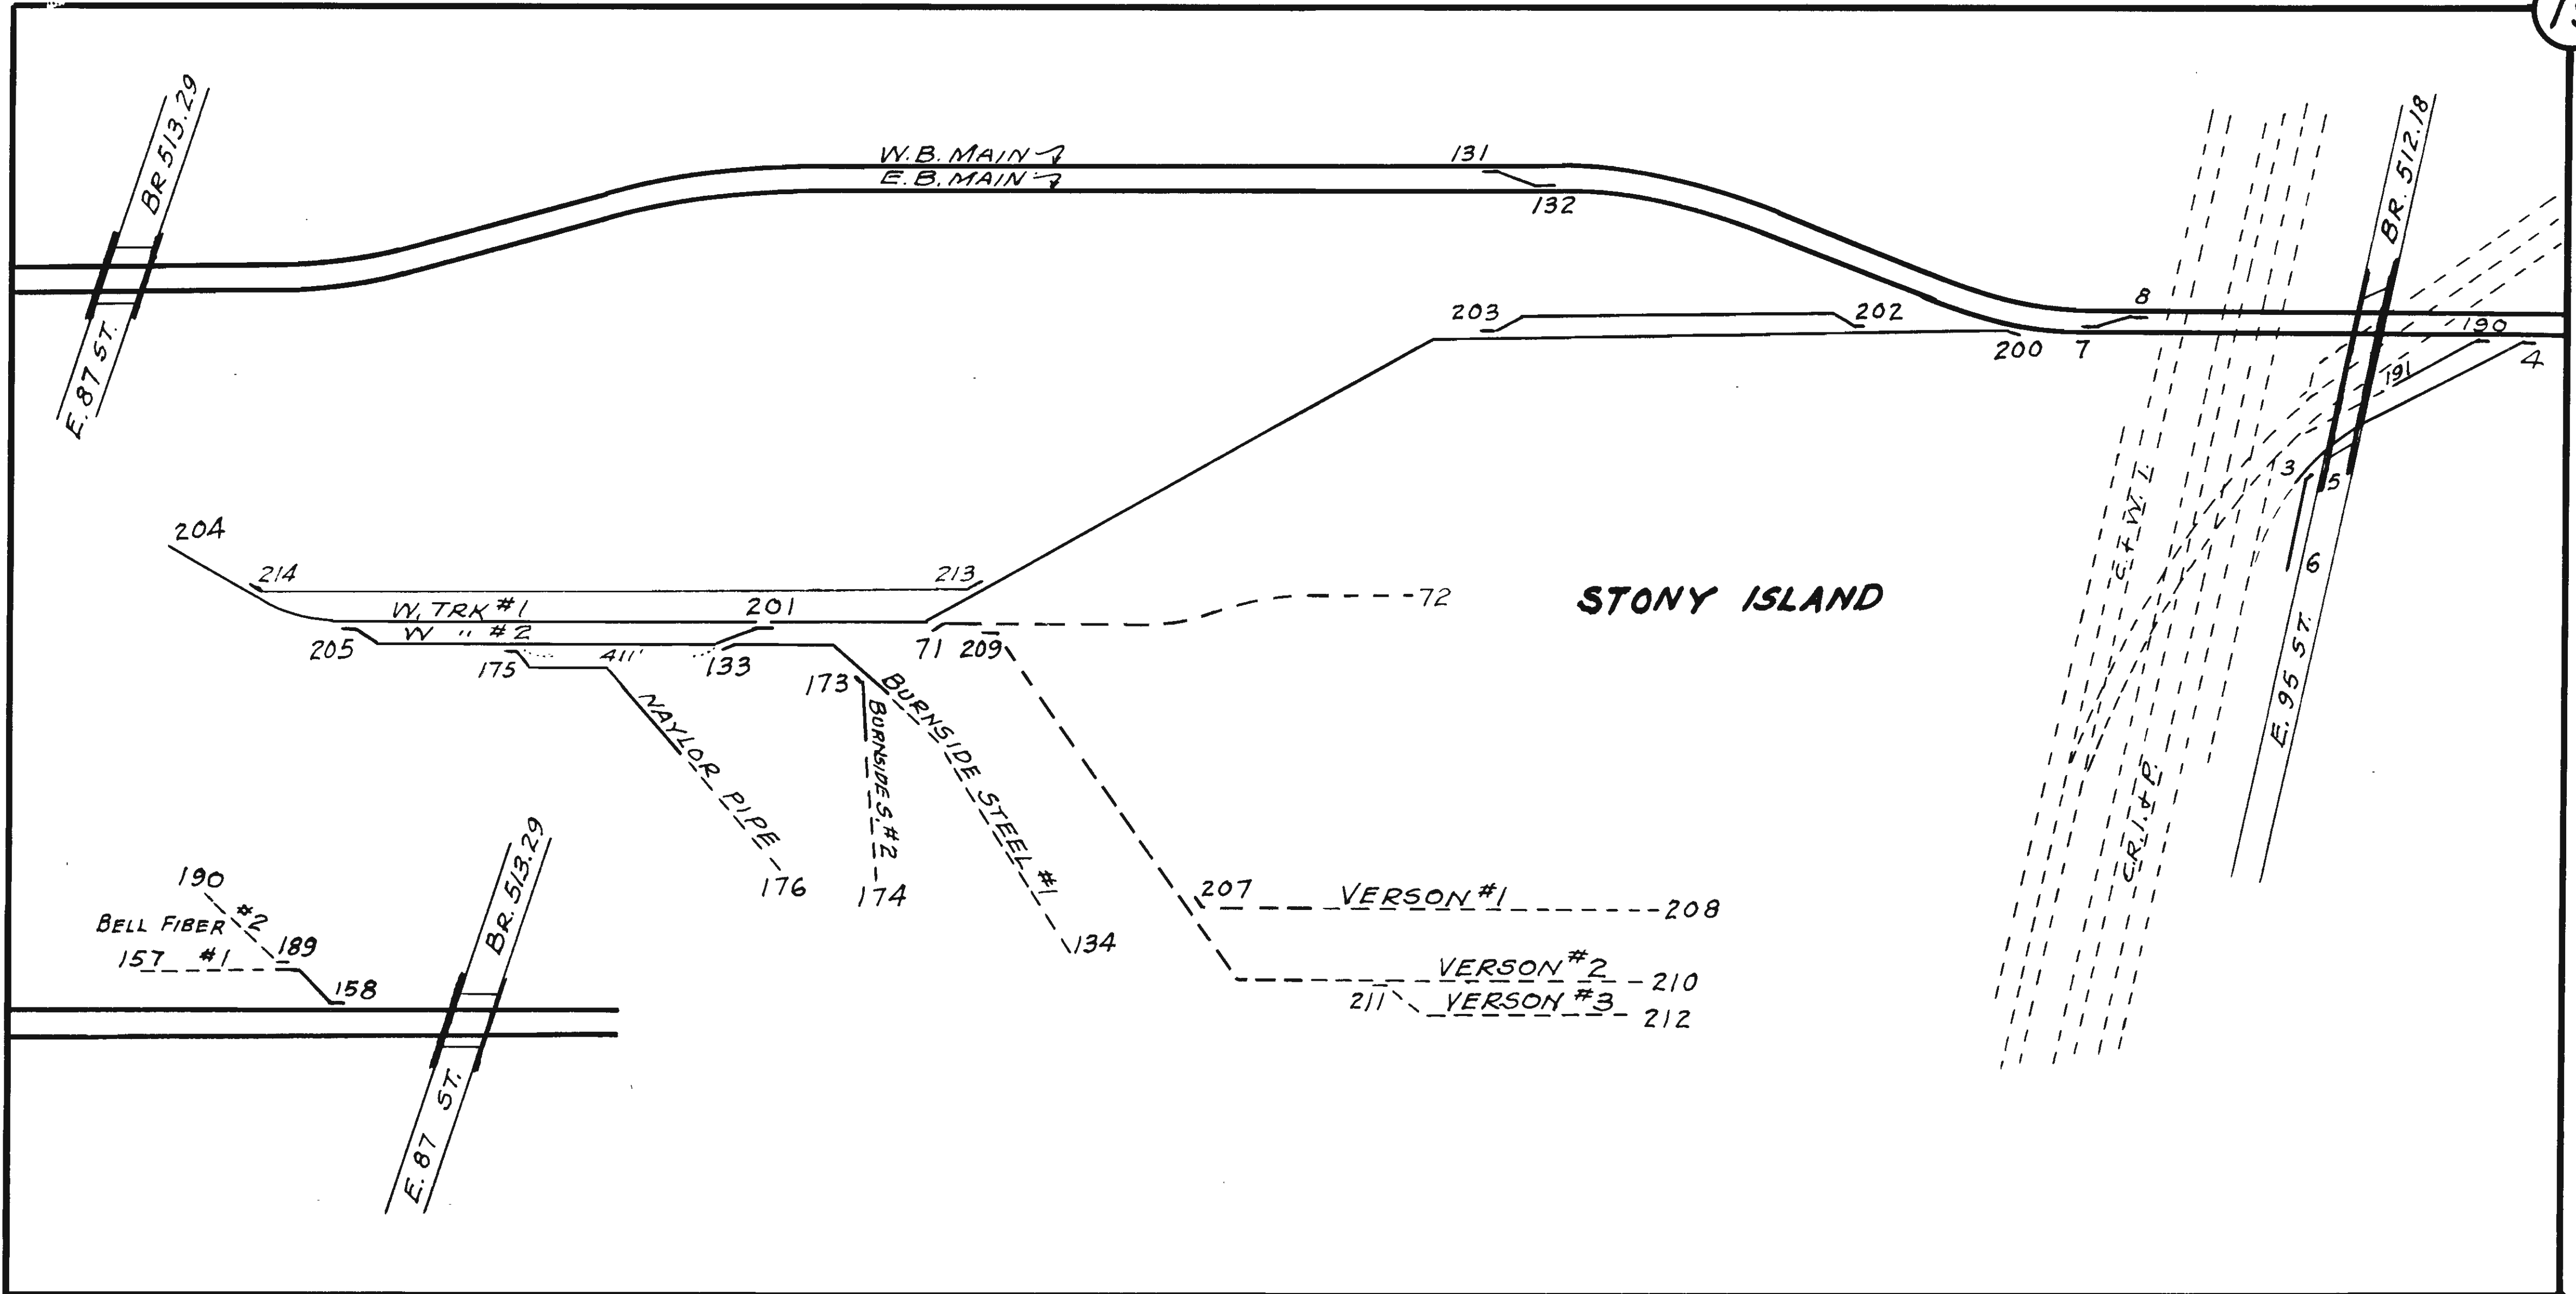 BR. 513.29
E. 87 ST.
W.B. MAIN
E.B. MAIN
131
132
BR. 512.18
8
203
202
200
7
190
4
191
3
5
6
E. 95 ST.
C. & W. I.
C.R.I. & P.
204
214
213
W. TRK #1
201
W " #2
205
175
411'
133
71
209
72
STONY ISLAND
173
NAYLOR PIPE
176
BURNSIDE S. #2
174
BURNSIDE STEEL #1
134
207
VERSON #1
208
VERSON #2
210
211
VERSON #3
212
190
BELL FIBER #2
157 #1
189
158
BR. 513.29
E. 87 ST.